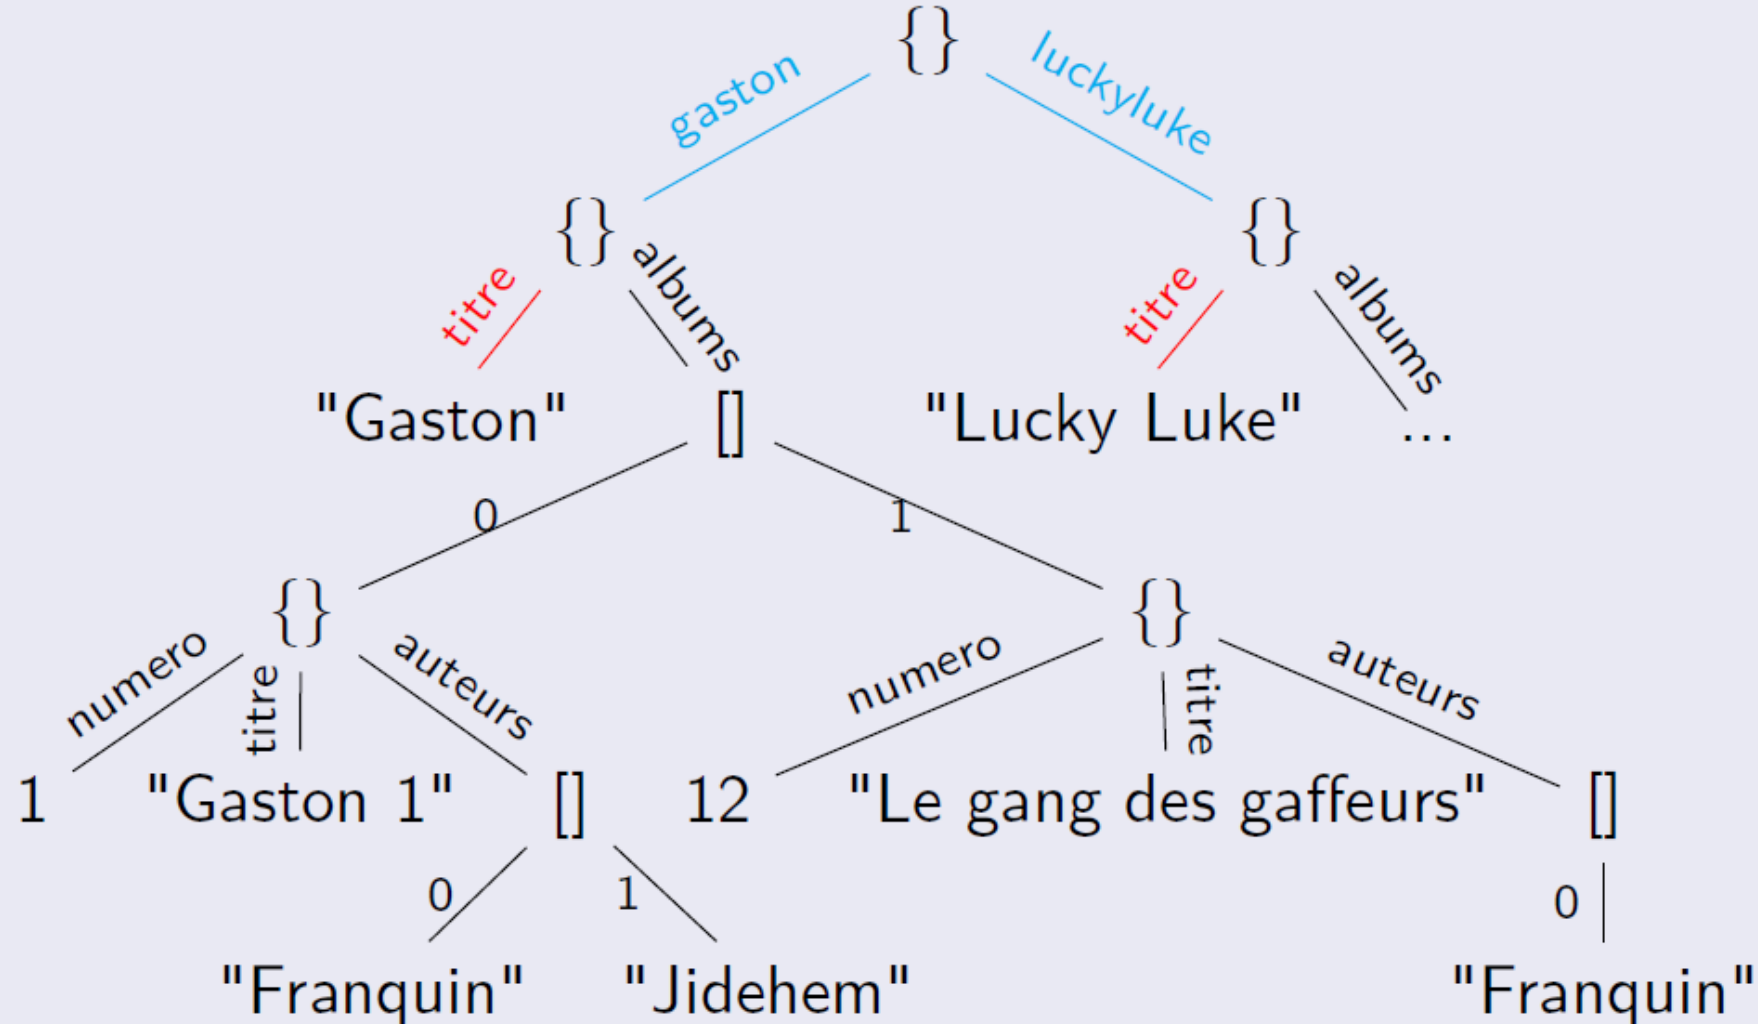 {}
gaston
luckyluke
{}
{}
titre
albums
titre
albums
"Gaston"
[]
"Lucky Luke"
...
0
1
{}
{}
numero
titre
auteurs
numero
titre
auteurs
1
"Gaston 1"
[]
12
"Le gang des gaffeurs"
[]
0
1
0
"Franquin"
"Jidehem"
"Franquin"